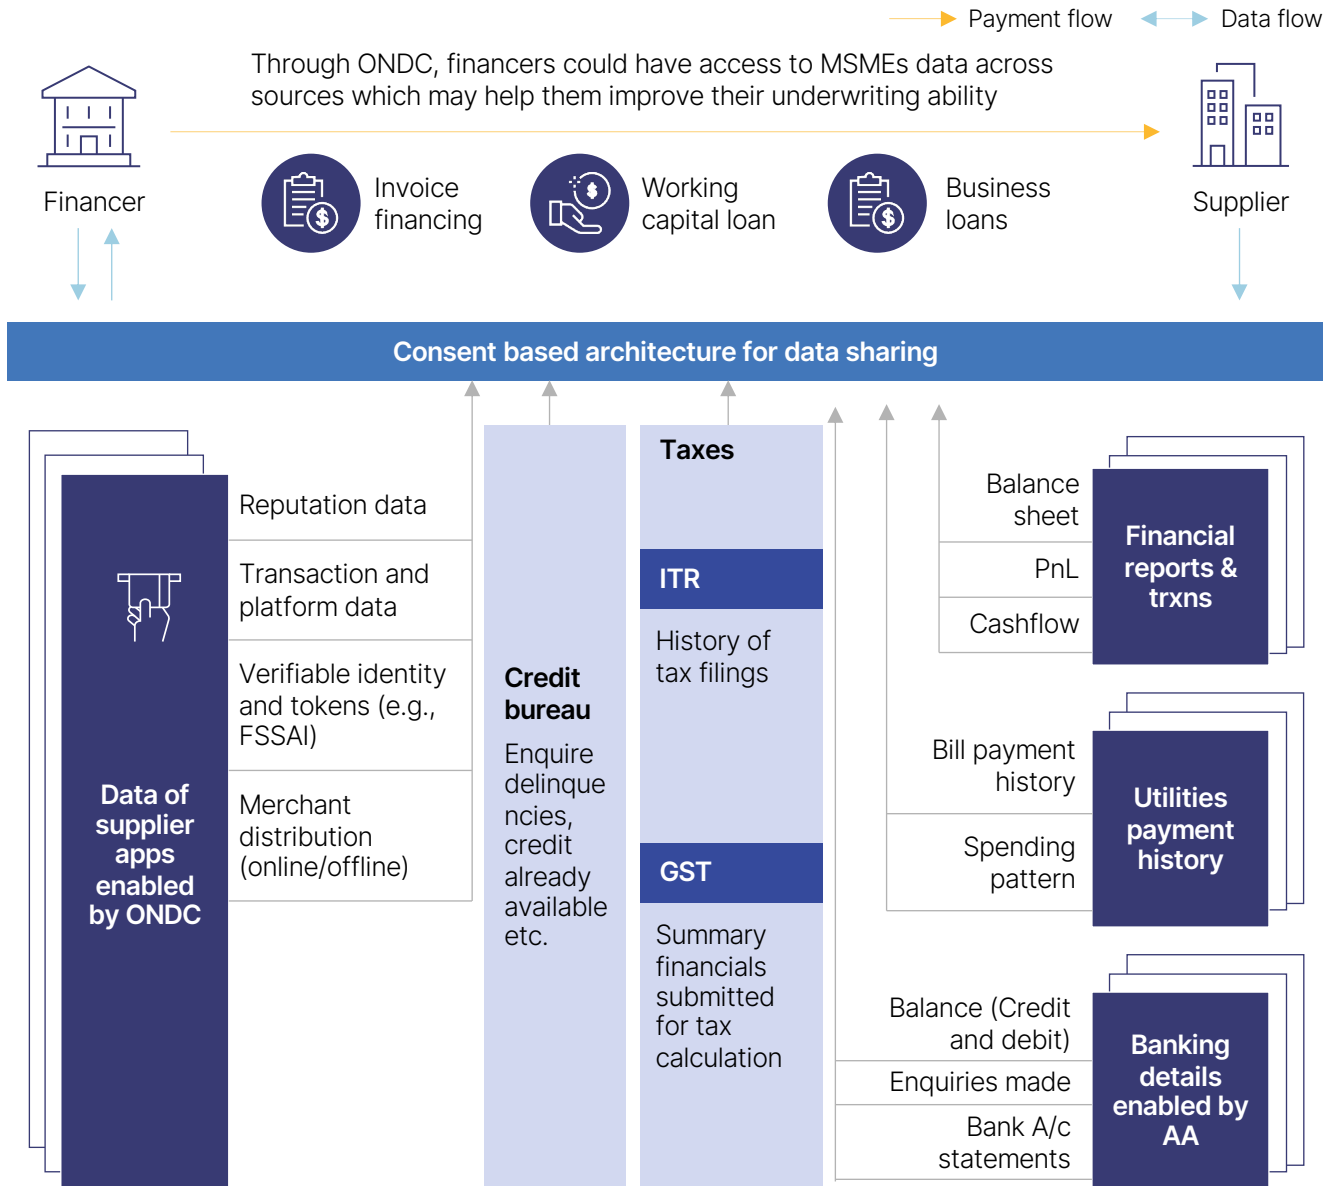 Payment flow
Data flow
Through ONDC, financers could have access to MSMEs data across
sources which may help them improve their underwriting ability
Financer
Invoice
financing
Working
capital loan
Business
loans
Supplier
Consent based architecture for data sharing
Data of
supplier
apps
enabled
by ONDC
Reputation data
Transaction and
platform data
Verifiable identity
and tokens (e.g.,
FSSAI)
Merchant
distribution
(online/offline)
Credit
bureau
Enquire
delinque
ncies,
credit
already
available
etc.
Taxes
ITR
History of
tax filings
GST
Summary
financials
submitted
for tax
calculation
Balance
sheet
PnL
Cashflow
Financial
reports &
trxns
Bill payment
history
Spending
pattern
Utilities
payment
history
Balance (Credit
and debit)
Enquiries made
Bank A/c
statements
Banking
details
enabled by
AA